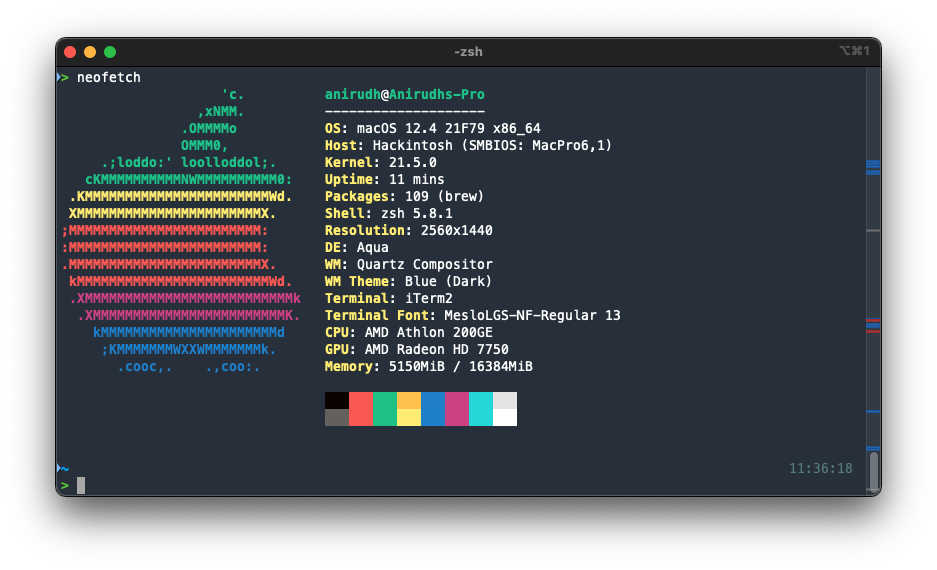 -zsh ⌥⌘1
> neofetch
'c. anirudh@Anirudhs-Pro
,xNMM. --------------------
.OMMMMo OS: macOS 12.4 21F79 x86_64
OMMM0, Host: Hackintosh (SMBIOS: MacPro6,1)
.;loddo:' loolloddol;. Kernel: 21.5.0
cKMMMMMMMMMMNWMMMMMMMMMM0: Uptime: 11 mins
.KMMMMMMMMMMMMMMMMMMMMMMMWd. Packages: 109 (brew)
XMMMMMMMMMMMMMMMMMMMMMMMX. Shell: zsh 5.8.1
;MMMMMMMMMMMMMMMMMMMMMMMM: Resolution: 2560x1440
:MMMMMMMMMMMMMMMMMMMMMMMM: DE: Aqua
.MMMMMMMMMMMMMMMMMMMMMMMMX. WM: Quartz Compositor
kMMMMMMMMMMMMMMMMMMMMMMMMWd. WM Theme: Blue (Dark)
.XMMMMMMMMMMMMMMMMMMMMMMMMMMk Terminal: iTerm2
.XMMMMMMMMMMMMMMMMMMMMMMMMK. Terminal Font: MesloLGS-NF-Regular 13
kMMMMMMMMMMMMMMMMMMMMMMd CPU: AMD Athlon 200GE
;KMMMMMMMWXXWMMMMMMMk. GPU: AMD Radeon HD 7750
.cooc,. .,coo:. Memory: 5150MiB / 16384MiB
~ 11:36:18
>